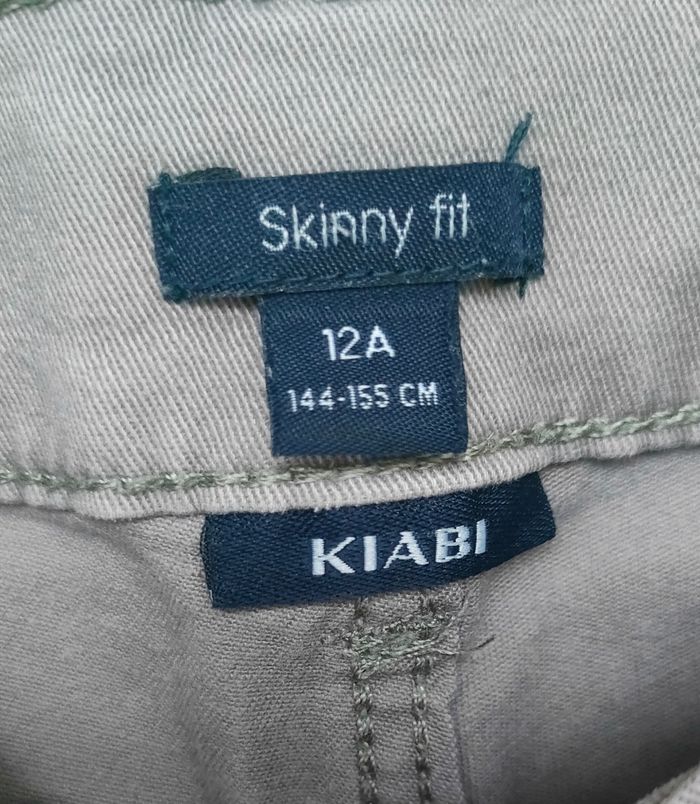 Skinny fit
12A
144-155 CM
KIABI